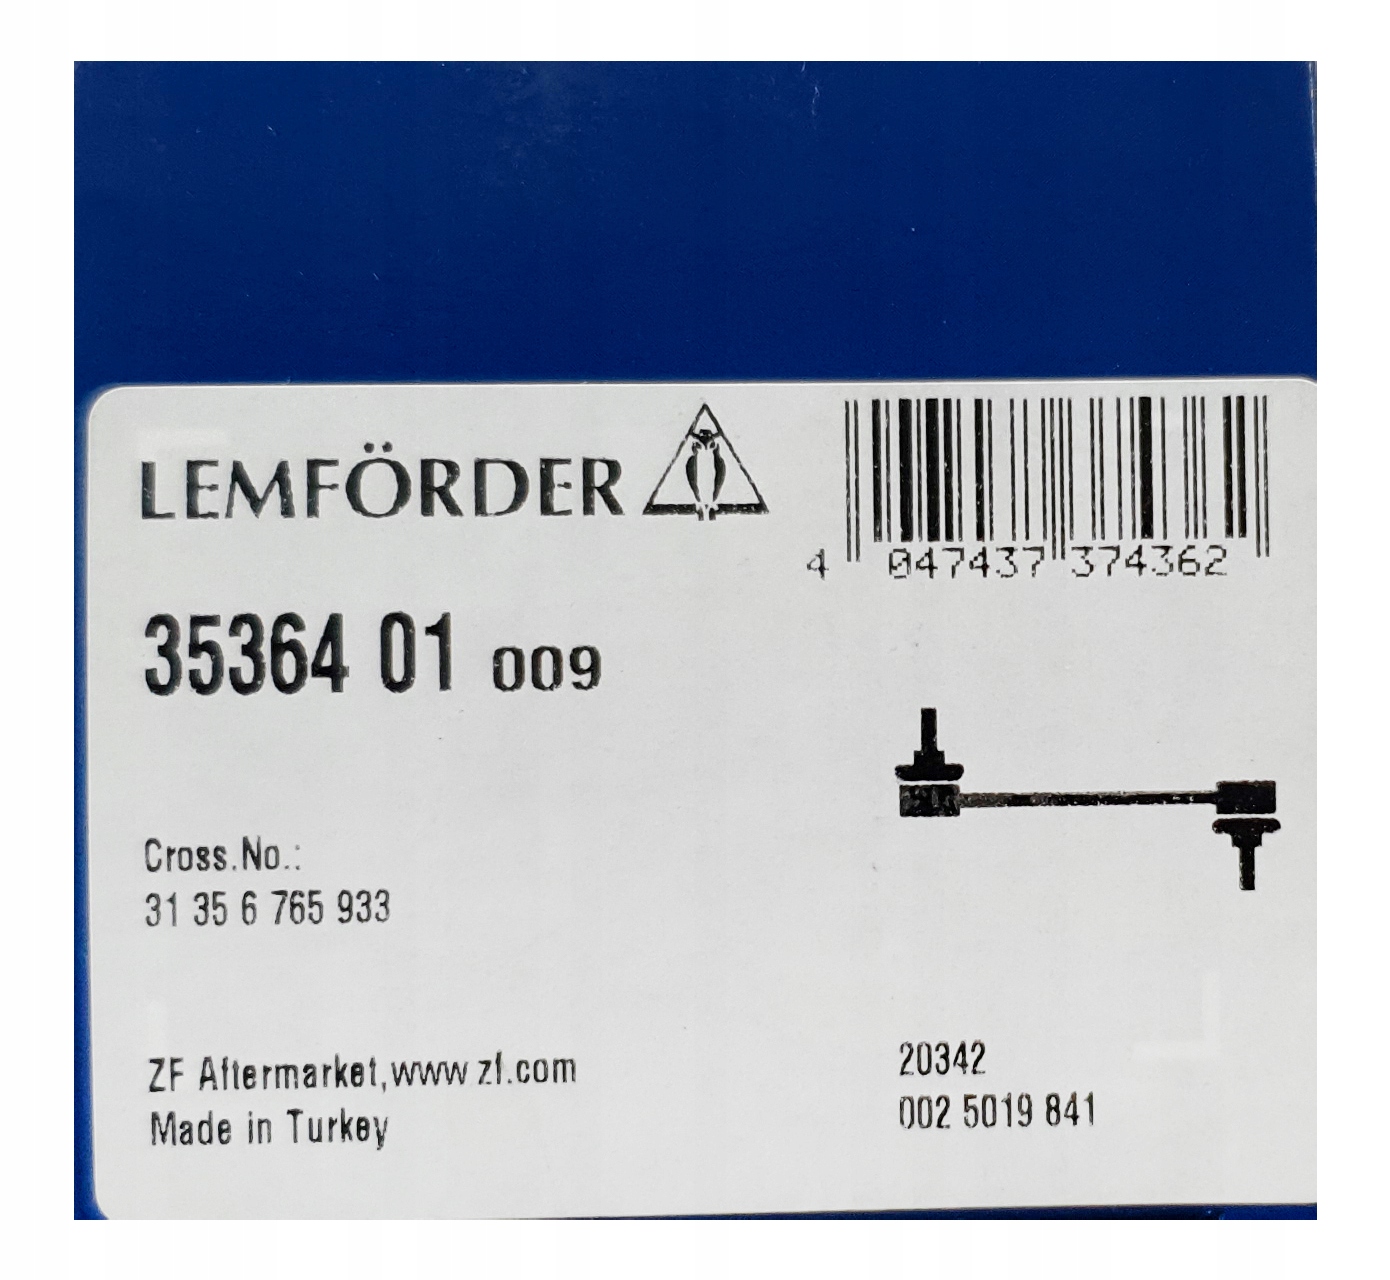 LEMFÖRDER
4 047437 374362
35364 01 009
Cross.No.:
31 35 6 765 933
ZF Aftermarket,www zf.com
Made in Turkey
20342
002 5019 841